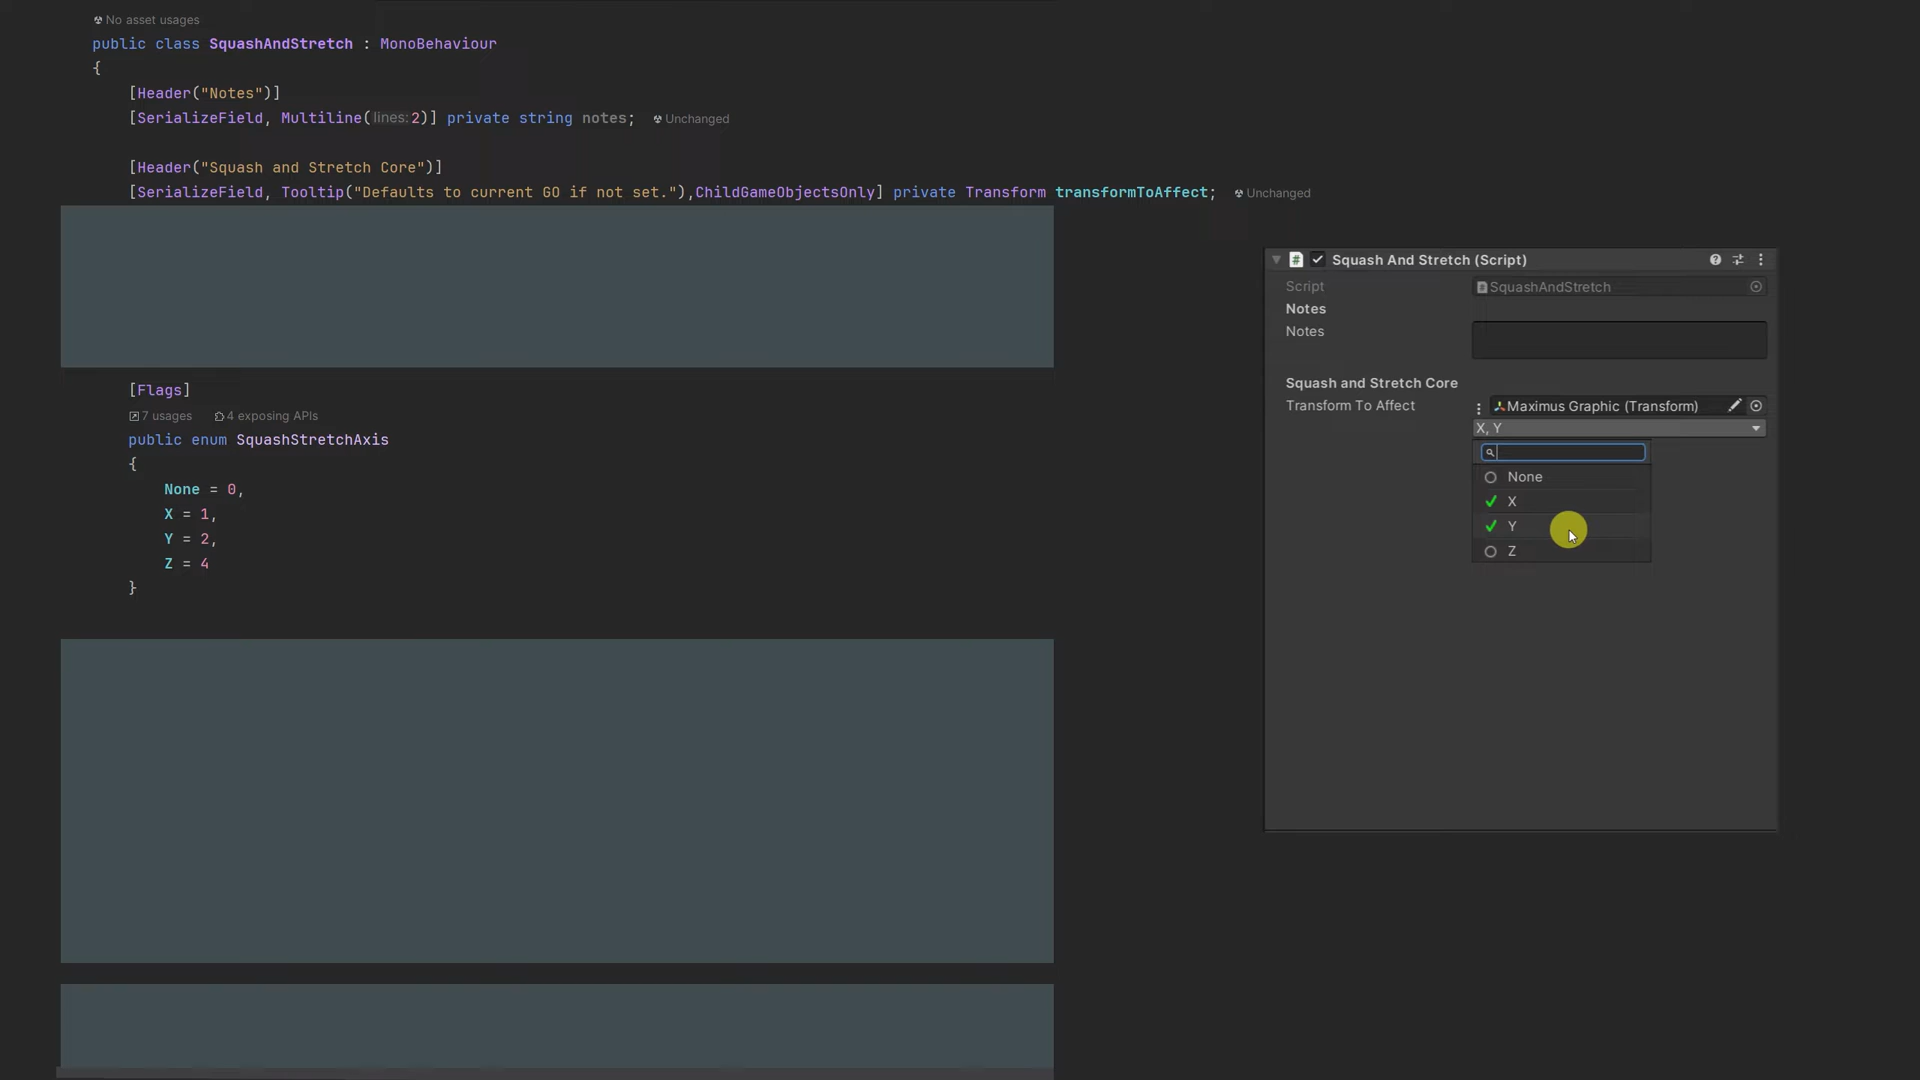 No asset usages
public class SquashAndStretch : MonoBehaviour
{
[Header("Notes")]
[SerializeField, Multiline(lines:2)] private string notes; Unchanged
[Header("Squash and Stretch Core")]
[SerializeField, Tooltip("Defaults to current GO if not set."),ChildGameObjectsOnly] private Transform transformToAffect; Unchanged
[Flags]
7 usages 4 exposing APIs
public enum SquashStretchAxis
{
None = 0,
X = 1,
Y = 2,
Z = 4
}
Squash And Stretch (Script)
Script SquashAndStretch
Notes
Notes
Squash and Stretch Core
Transform To Affect Maximus Graphic (Transform)
X, Y
None
X
Y
Z